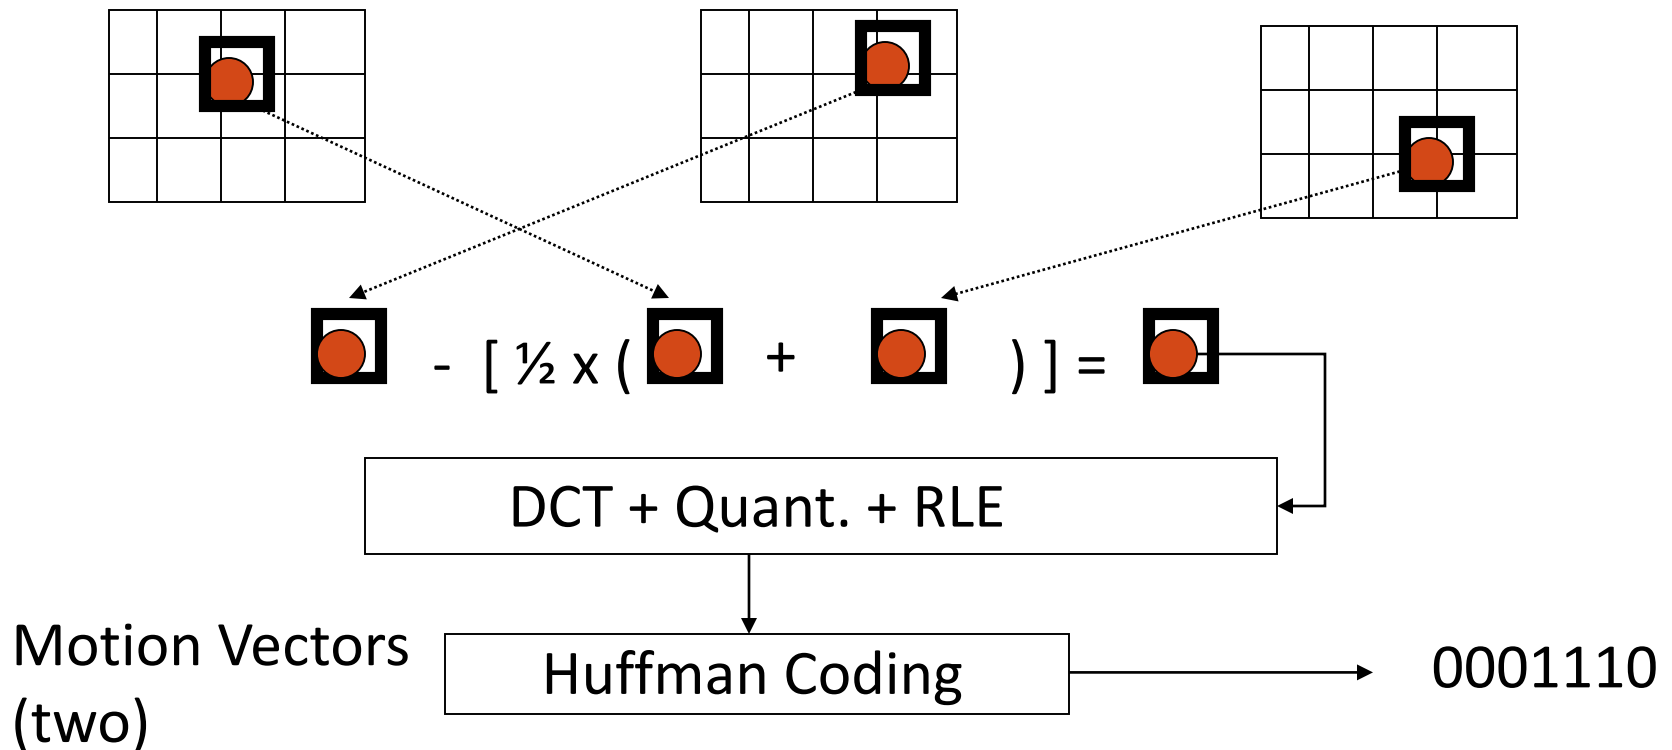 - [ ½ x ( + ) ] =
DCT + Quant. + RLE
Motion Vectors
(two)
Huffman Coding
0001110